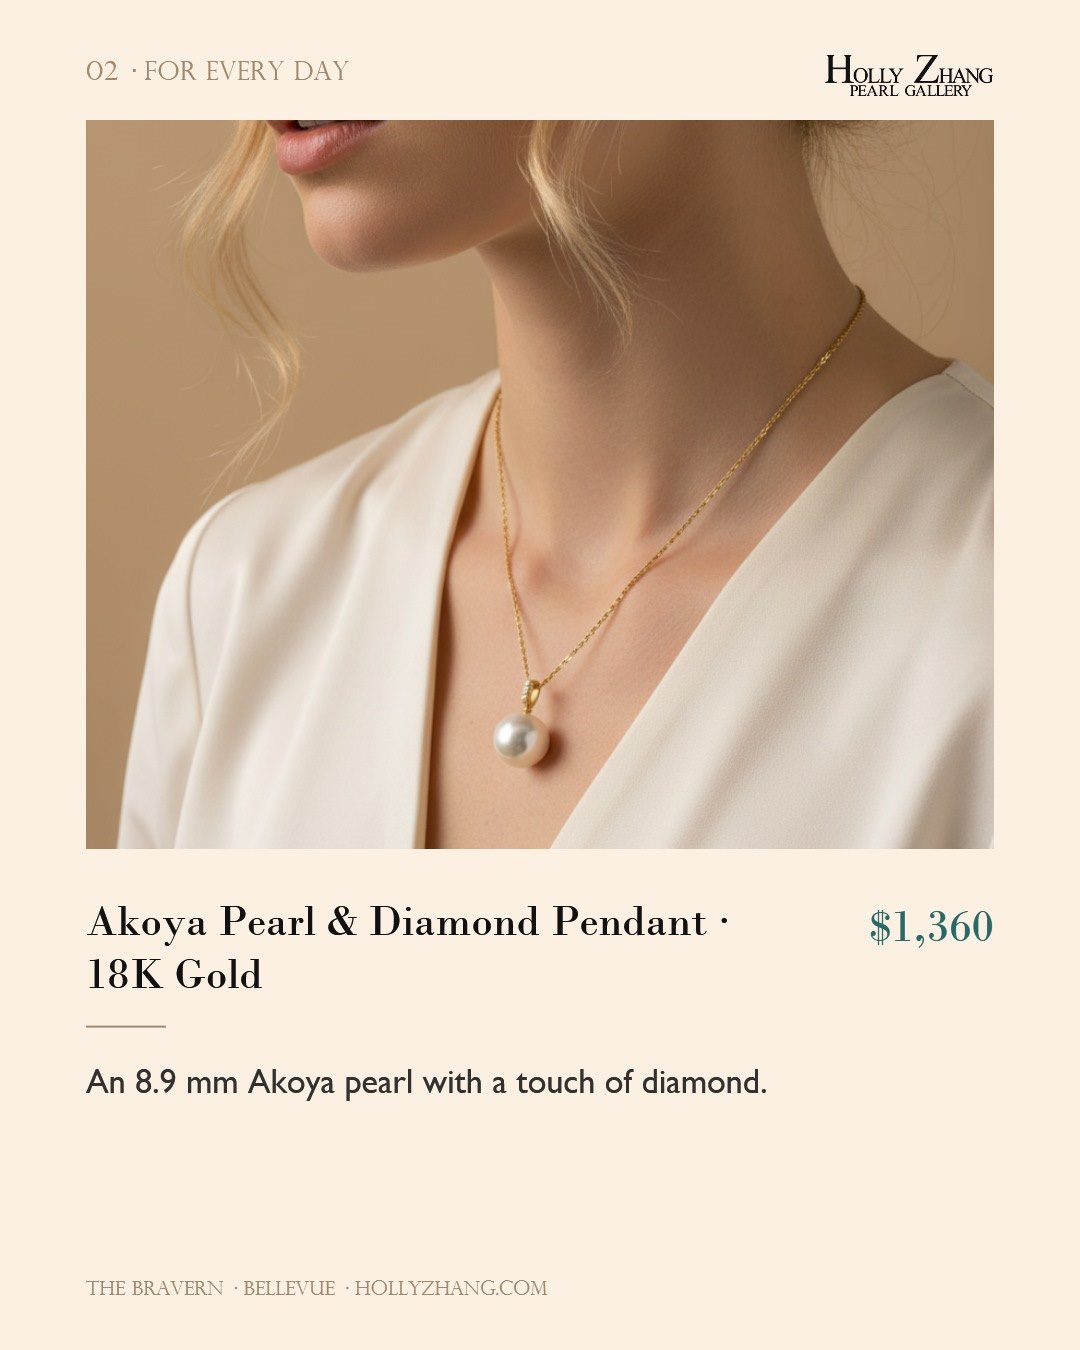 02 · FOR EVERY DAY
HOLLY ZHANG
PEARL GALLERY
Akoya Pearl & Diamond Pendant ·
18K Gold
$1,360
An 8.9 mm Akoya pearl with a touch of diamond.
THE BRAVERN · BELLEVUE · HOLLYZHANG.COM